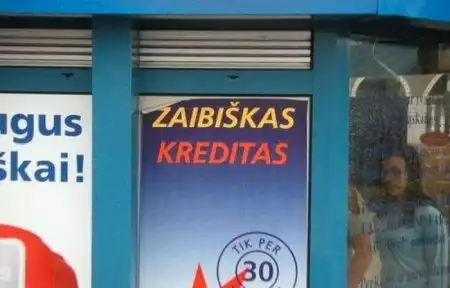 ugus
škai!
ZAIBIŠKAS
KREDITAS
TIK PER
30